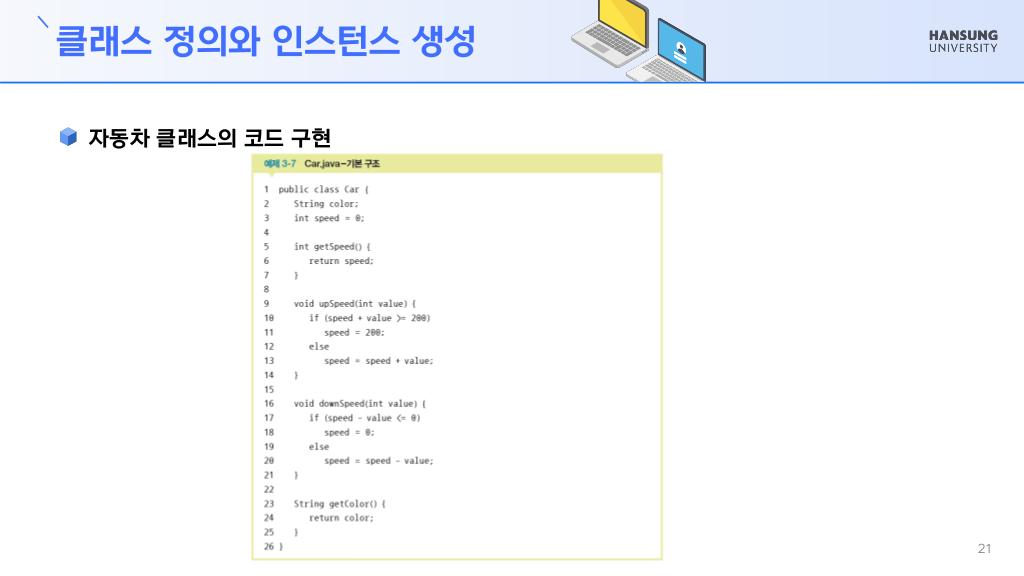 클래스 정의와 인스턴스 생성
HANSUNG
UNIVERSITY
자동차 클래스의 코드 구현
예제 3-7 Car.java-기본 구조
1 public class Car {
2 String color;
3 int speed = 0;
4
5 int getSpeed() {
6 return speed;
7 }
8
9 void upSpeed(int value) {
10 if (speed + value >= 200)
11 speed = 200;
12 else
13 speed = speed + value;
14 }
15
16 void downSpeed(int value) {
17 if (speed - value <= 0)
18 speed = 0;
19 else
20 speed = speed - value;
21 }
22
23 String getColor() {
24 return color;
25 }
26 }
21